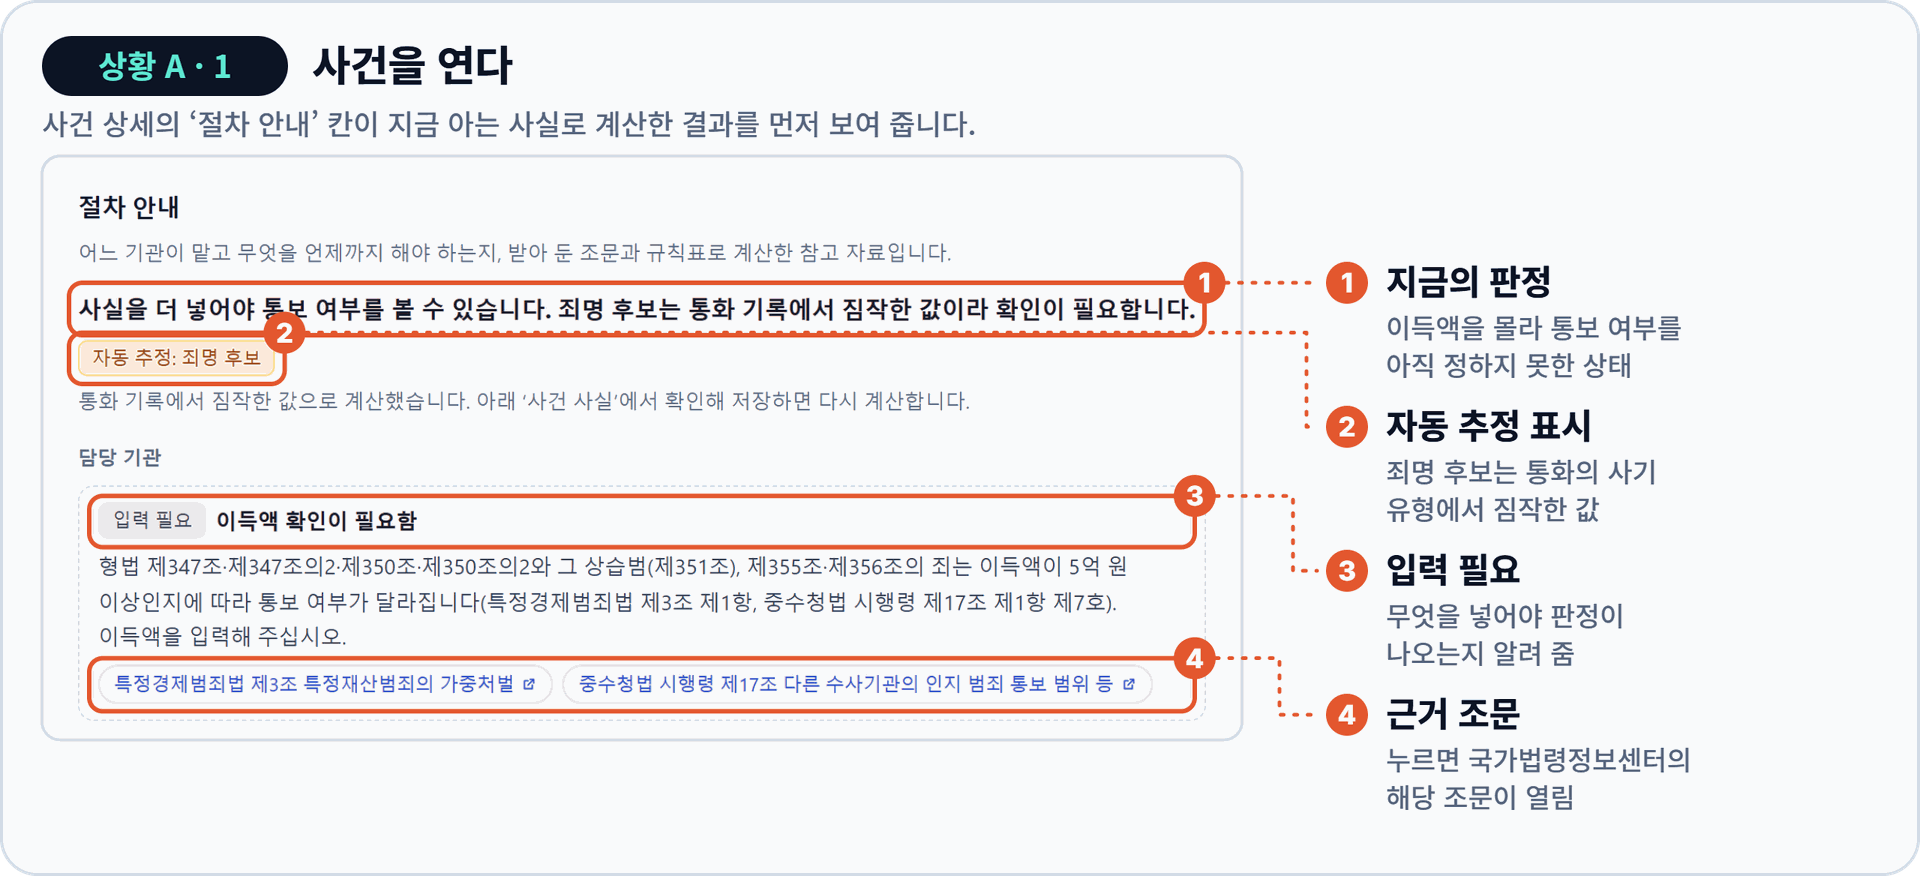 상황 A · 1
사건을 연다
사건 상세의 ‘절차 안내’ 칸이 지금 아는 사실로 계산한 결과를 먼저 보여 줍니다.
절차 안내
어느 기관이 맡고 무엇을 언제까지 해야 하는지, 받아 둔 조문과 규칙표로 계산한 참고 자료입니다.
사실을 더 넣어야 통보 여부를 볼 수 있습니다. 죄명 후보는 통화 기록에서 짐작한 값이라 확인이 필요합니다.
1
2
자동 추정: 죄명 후보
통화 기록에서 짐작한 값으로 계산했습니다. 아래 ‘사건 사실’에서 확인해 저장하면 다시 계산합니다.
담당 기관
3
입력 필요 이득액 확인이 필요함
형법 제347조·제347조의2·제350조·제350조의2와 그 상습범(제351조), 제355조·제356조의 죄는 이득액이 5억 원
이상인지에 따라 통보 여부가 달라집니다(특정경제범죄법 제3조 제1항, 중수청법 시행령 제17조 제1항 제7호).
이득액을 입력해 주십시오.
4
특정경제범죄법 제3조 특정재산범죄의 가중처벌
중수청법 시행령 제17조 다른 수사기관의 인지 범죄 통보 범위 등
1 지금의 판정
이득액을 몰라 통보 여부를
아직 정하지 못한 상태
2 자동 추정 표시
죄명 후보는 통화의 사기
유형에서 짐작한 값
3 입력 필요
무엇을 넣어야 판정이
나오는지 알려 줌
4 근거 조문
누르면 국가법령정보센터의
해당 조문이 열림